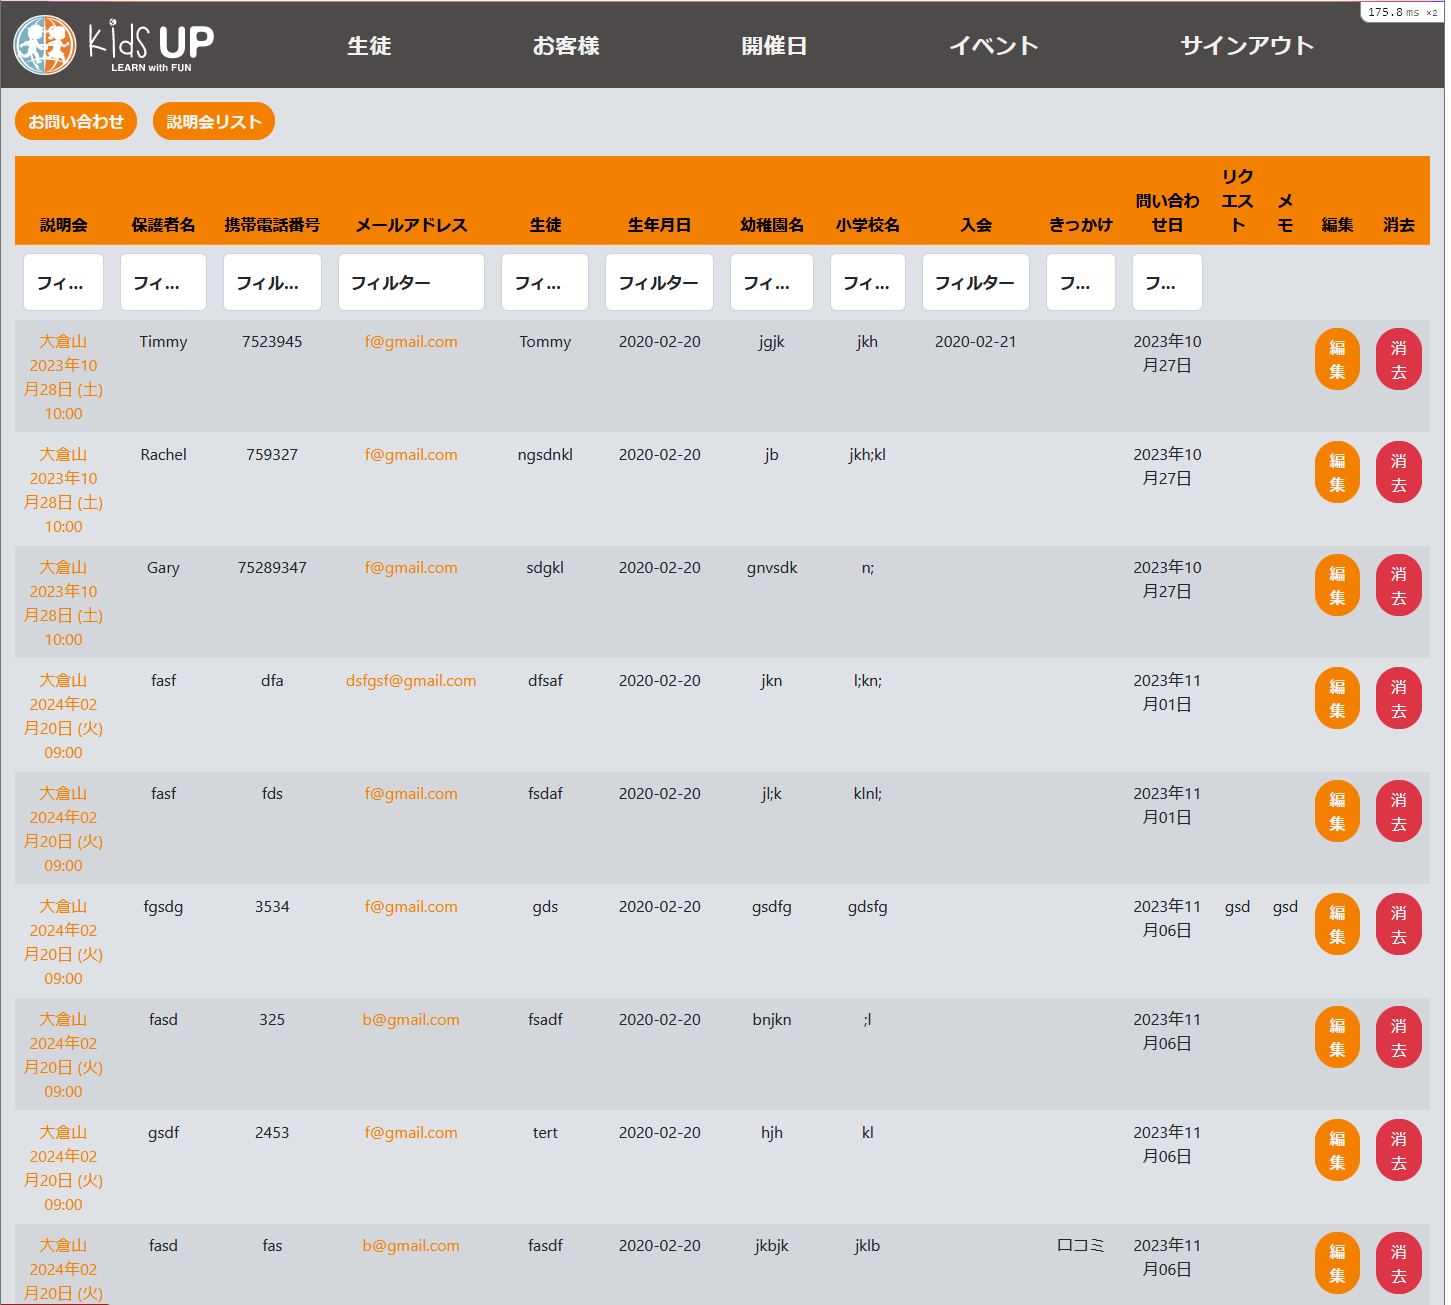 175.8 ms ×2
kids UP
LEARN with FUN
生徒 お客様 開催日 イベント サインアウト
お問い合わせ 説明会リスト
説明会 保護者名 携帯電話番号 メールアドレス 生徒 生年月日 幼稚園名 小学校名 入会 きっかけ 問い合わせ日 リクエスト メモ 編集 消去
フィ... フィ... フィル... フィルター フィ... フィルター フィ... フィ... フィルター フ... フ...
大倉山 Timmy 7523945 f@gmail.com Tommy 2020-02-20 jgjk jkh 2020-02-21 2023年10 編 消
2023年10 月27日 集 去
月28日 (土)
10:00
大倉山 Rachel 759327 f@gmail.com ngsdnkl 2020-02-20 jb jkh;kl 2023年10 編 消
2023年10 月27日 集 去
月28日 (土)
10:00
大倉山 Gary 75289347 f@gmail.com sdgkl 2020-02-20 gnvsdk n; 2023年10 編 消
2023年10 月27日 集 去
月28日 (土)
10:00
大倉山 fasf dfa dsfgsf@gmail.com dfsaf 2020-02-20 jkn l;kn; 2023年11 編 消
2024年02 月01日 集 去
月20日 (火)
09:00
大倉山 fasf fds f@gmail.com fsdaf 2020-02-20 jl;k klnl; 2023年11 編 消
2024年02 月01日 集 去
月20日 (火)
09:00
大倉山 fgsdg 3534 f@gmail.com gds 2020-02-20 gsdfg gdsfg 2023年11 gsd gsd 編 消
2024年02 月06日 集 去
月20日 (火)
09:00
大倉山 fasd 325 b@gmail.com fsadf 2020-02-20 bnjkn ;l 2023年11 編 消
2024年02 月06日 集 去
月20日 (火)
09:00
大倉山 gsdf 2453 f@gmail.com tert 2020-02-20 hjh kl 2023年11 編 消
2024年02 月06日 集 去
月20日 (火)
09:00
大倉山 fasd fas b@gmail.com fasdf 2020-02-20 jkbjk jklb 口コミ 2023年11 編 消
2024年02 月06日 集 去
月20日 (火)